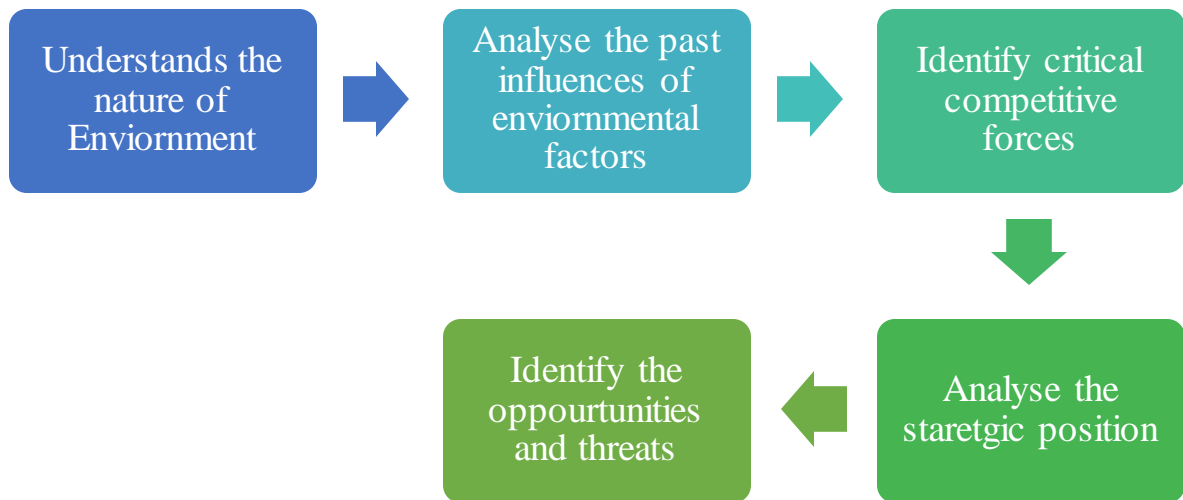 Understands the
nature of
Enviornment
Analyse the past
influences of
enviornmental
factors
Identify critical
competitive
forces
Analyse the
staretgic position
Identify the
oppourtunities
and threats